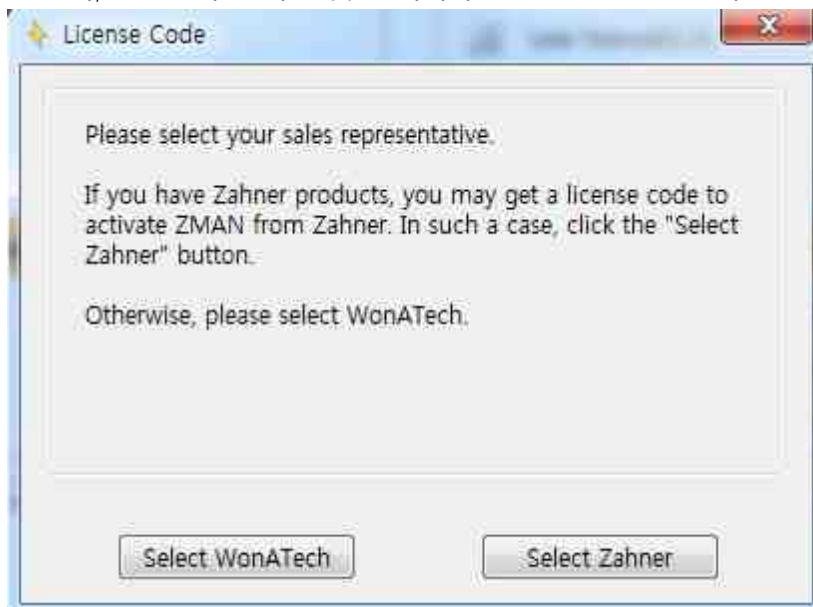 License Code
Please select your sales representative.
If you have Zahner products, you may get a license code to
activate ZMAN from Zahner. In such a case, click the "Select
Zahner" button.
Otherwise, please select WonATech.
Select WonATech
Select Zahner